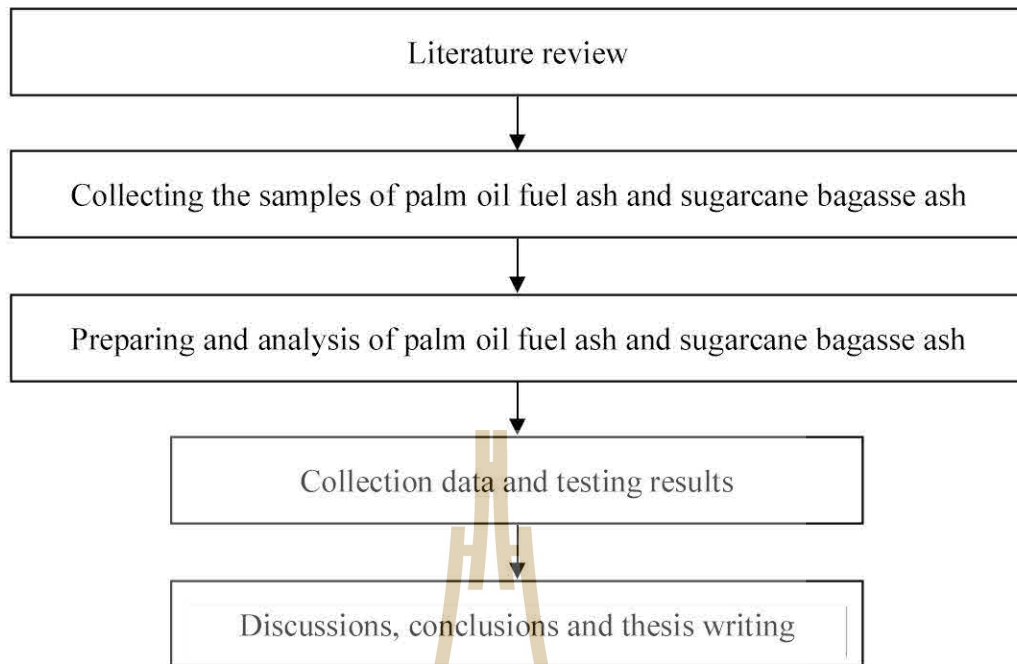 Literature review
Collecting the samples of palm oil fuel ash and sugarcane bagasse ash
Preparing and analysis of palm oil fuel ash and sugarcane bagasse ash
Collection data and testing results
Discussions, conclusions and thesis writing